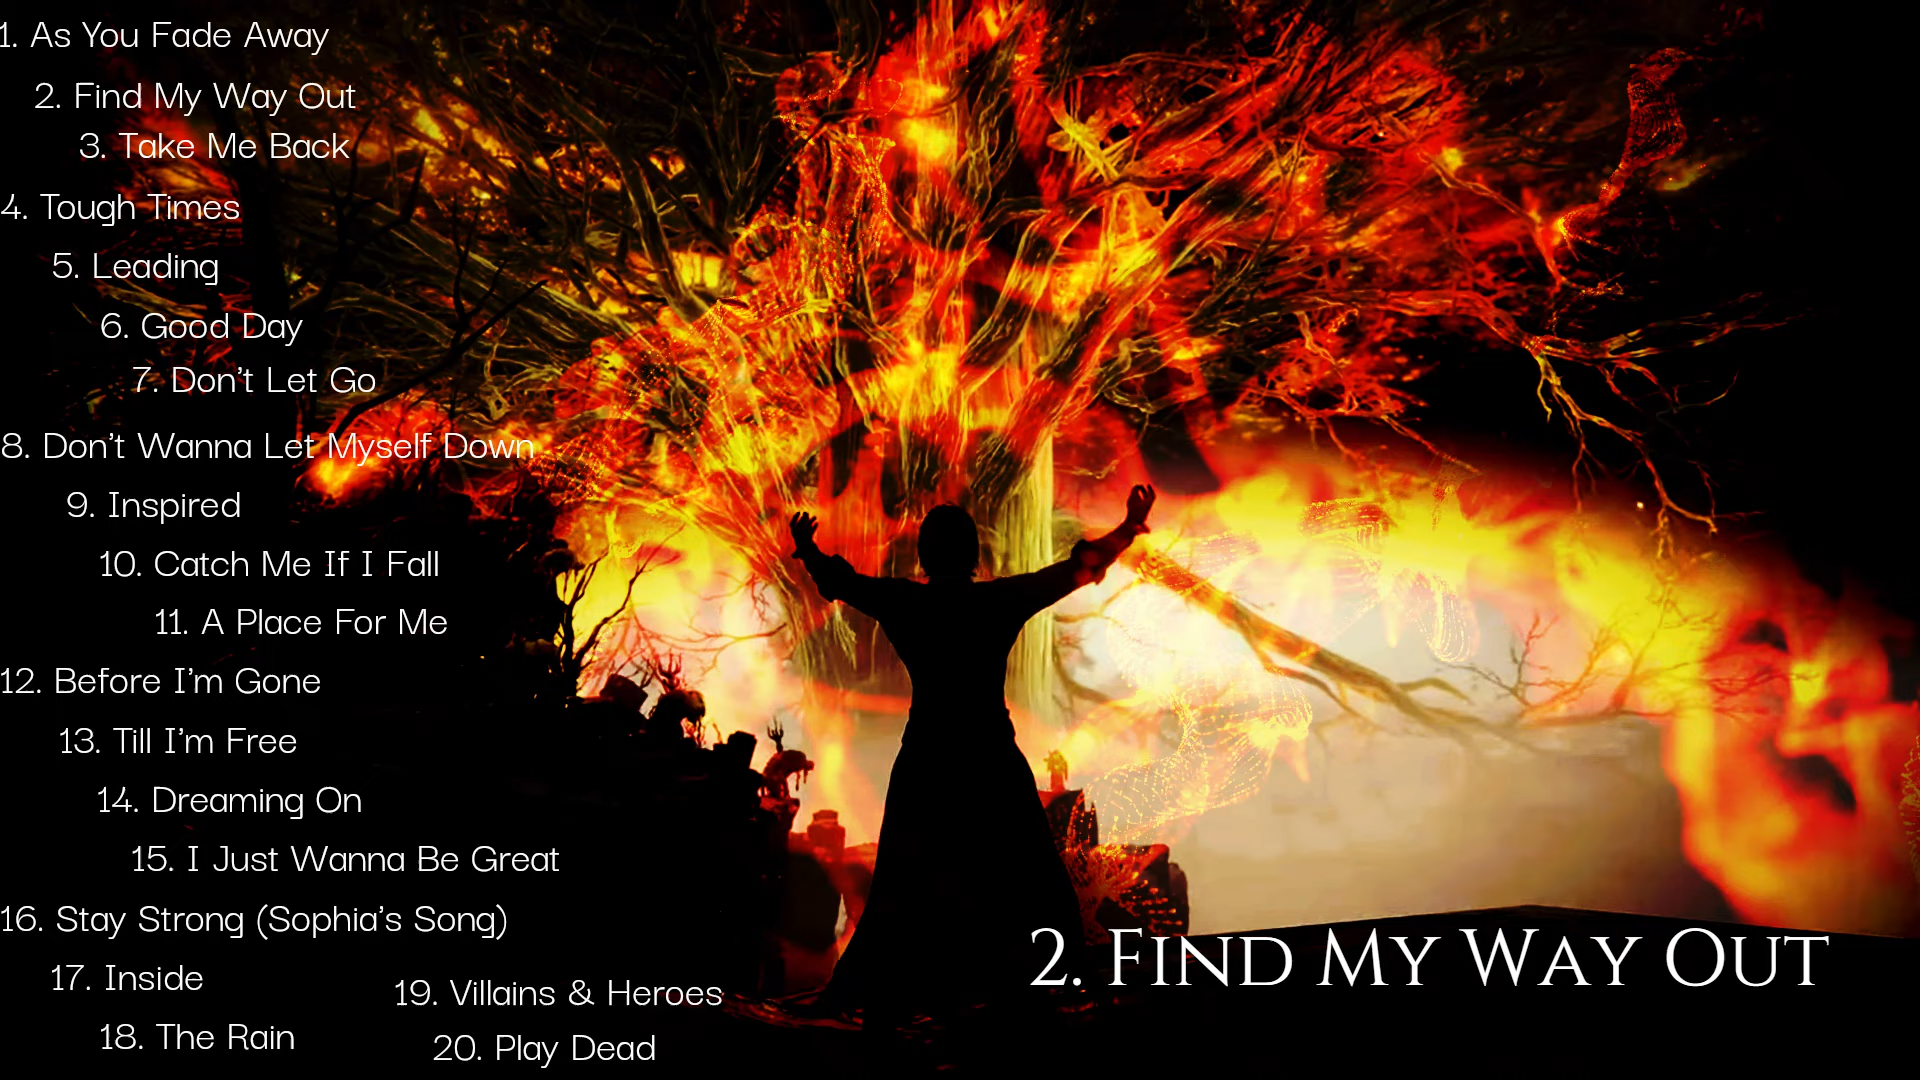 1. As You Fade Away
2. Find My Way Out
3. Take Me Back
4. Tough Times
5. Leading
6. Good Day
7. Don't Let Go
8. Don't Wanna Let Myself Down
9. Inspired
10. Catch Me If I Fall
11. A Place For Me
12. Before I'm Gone
13. Till I'm Free
14. Dreaming On
15. I Just Wanna Be Great
16. Stay Strong (Sophia's Song)
17. Inside
18. The Rain
19. Villains & Heroes
20. Play Dead
2. Find My Way Out